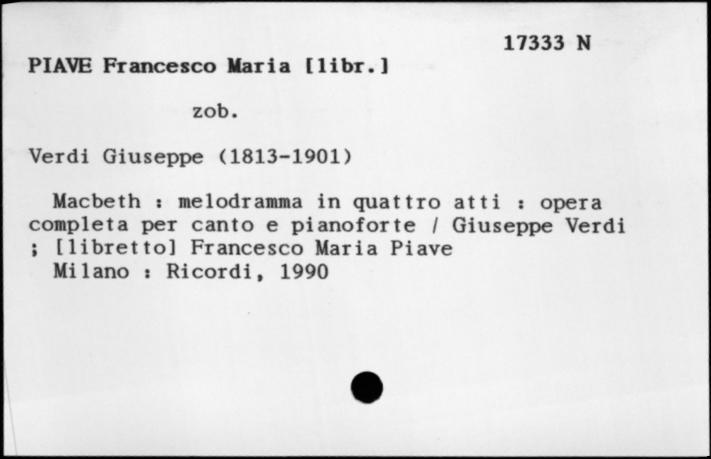 17333 N
PIAVE Francesco Maria [libr.]
zob.
Verdi Giuseppe (1813-1901)
Macbeth : melodramma in quattro atti : opera
completa per canto e pianoforte / Giuseppe Verdi
; [libretto] Francesco Maria Piave
Milano : Ricordi, 1990